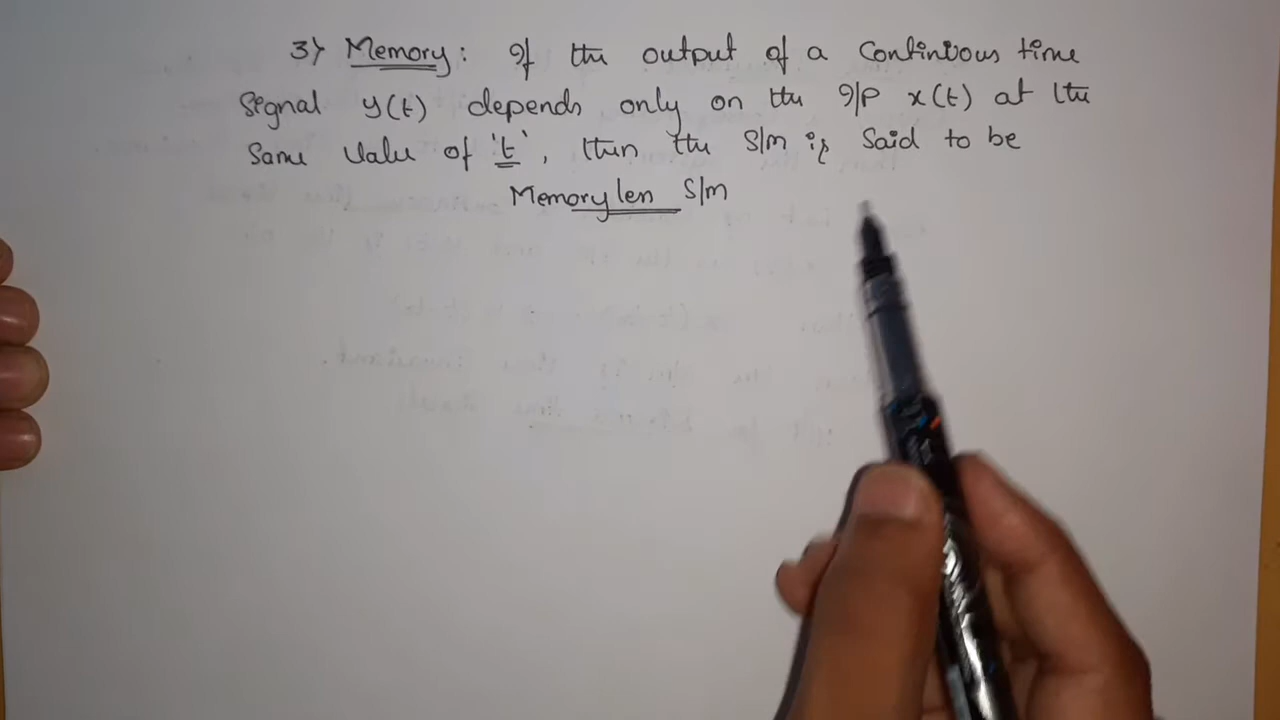 3) Memory: If the output of a Continuous time
Signal y(t) depends only on the I/P x(t) at the
Same Value of 't', then the S/m is Said to be
Memoryless S/m